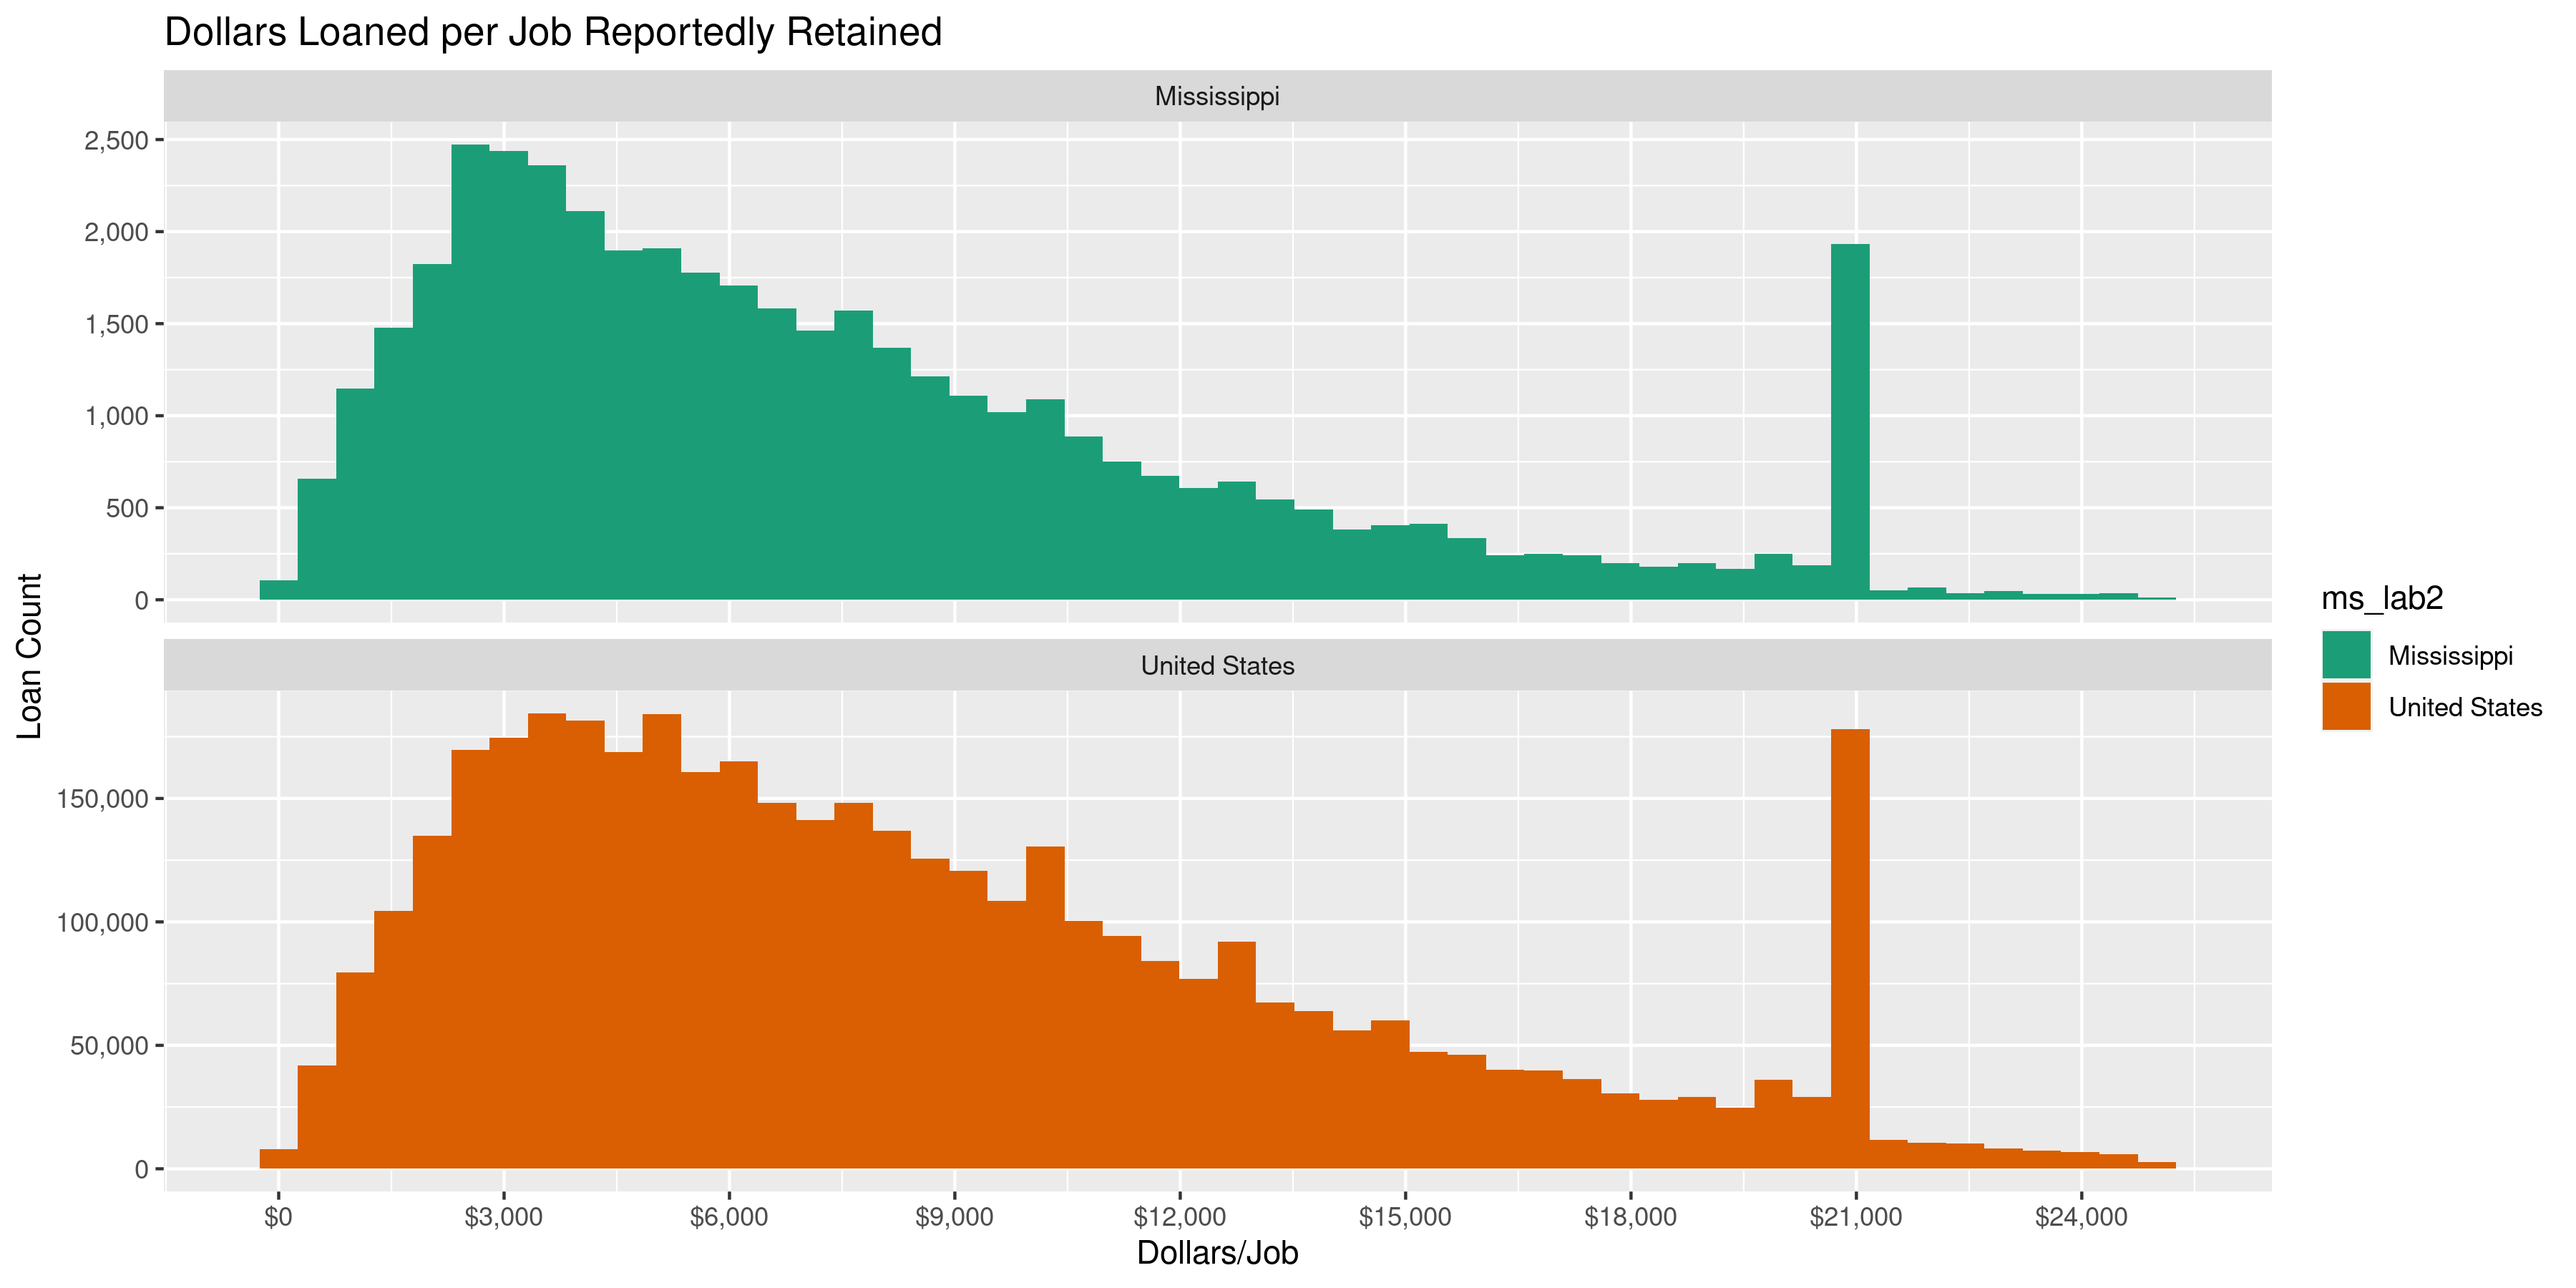 Dollars Loaned per Job Reportedly Retained
Mississippi
2,500
2,000
1,500
1,000
500
0
Loan Count
United States
150,000
100,000
50,000
0
$0 $3,000 $6,000 $9,000 $12,000 $15,000 $18,000 $21,000 $24,000
Dollars/Job
ms_lab2
Mississippi
United States